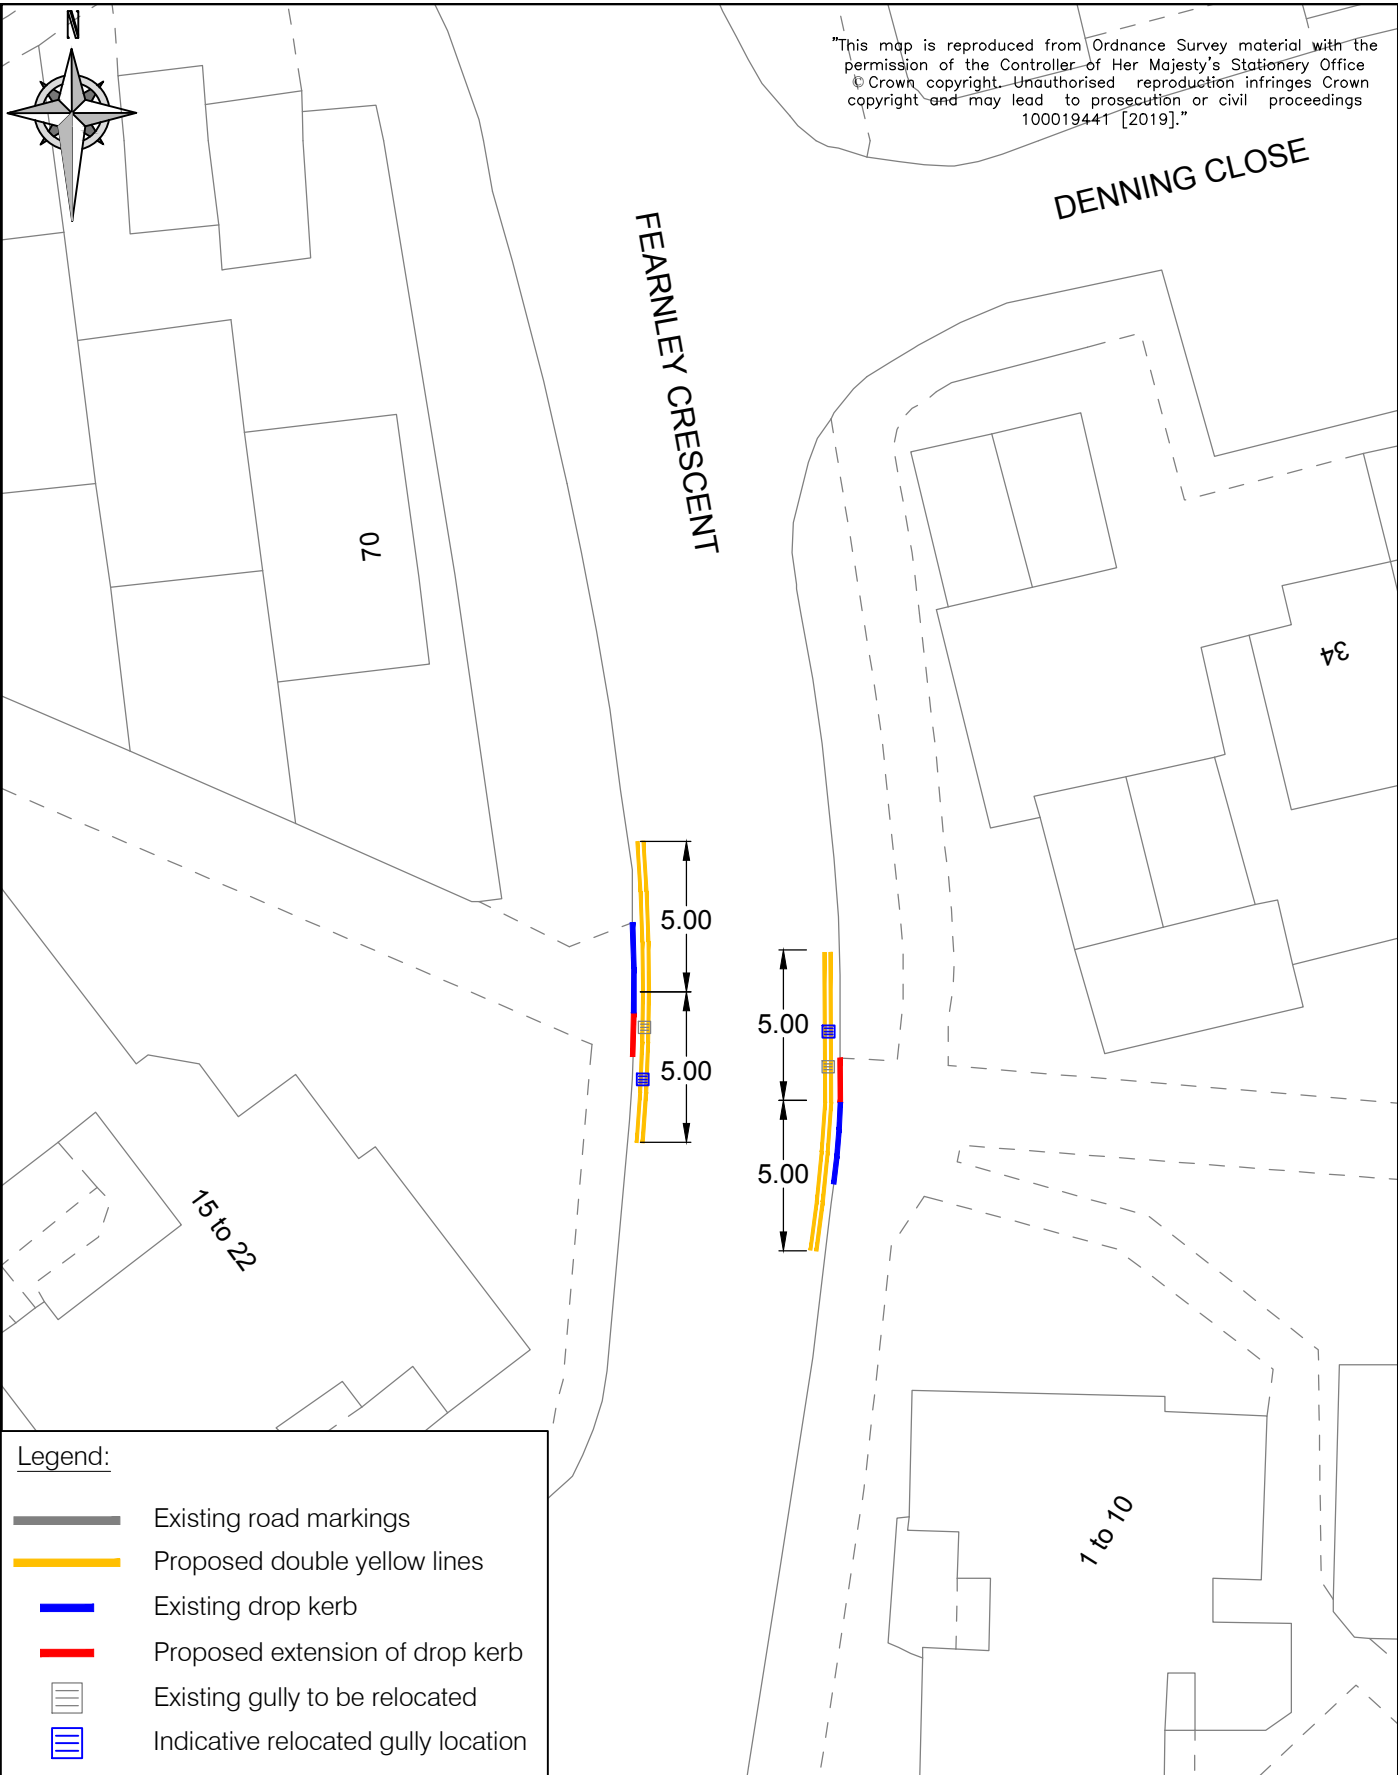 N
"This map is reproduced from Ordnance Survey material with the
permission of the Controller of Her Majesty's Stationery Office
© Crown copyright. Unauthorised reproduction infringes Crown
copyright and may lead to prosecution or civil proceedings
100019441 [2019]."
DENNING CLOSE
FEARNLEY CRESCENT
70
34
5.00
5.00
5.00
5.00
15 to 22
1 to 10
Legend:
Existing road markings
Proposed double yellow lines
Existing drop kerb
Proposed extension of drop kerb
Existing gully to be relocated
Indicative relocated gully location